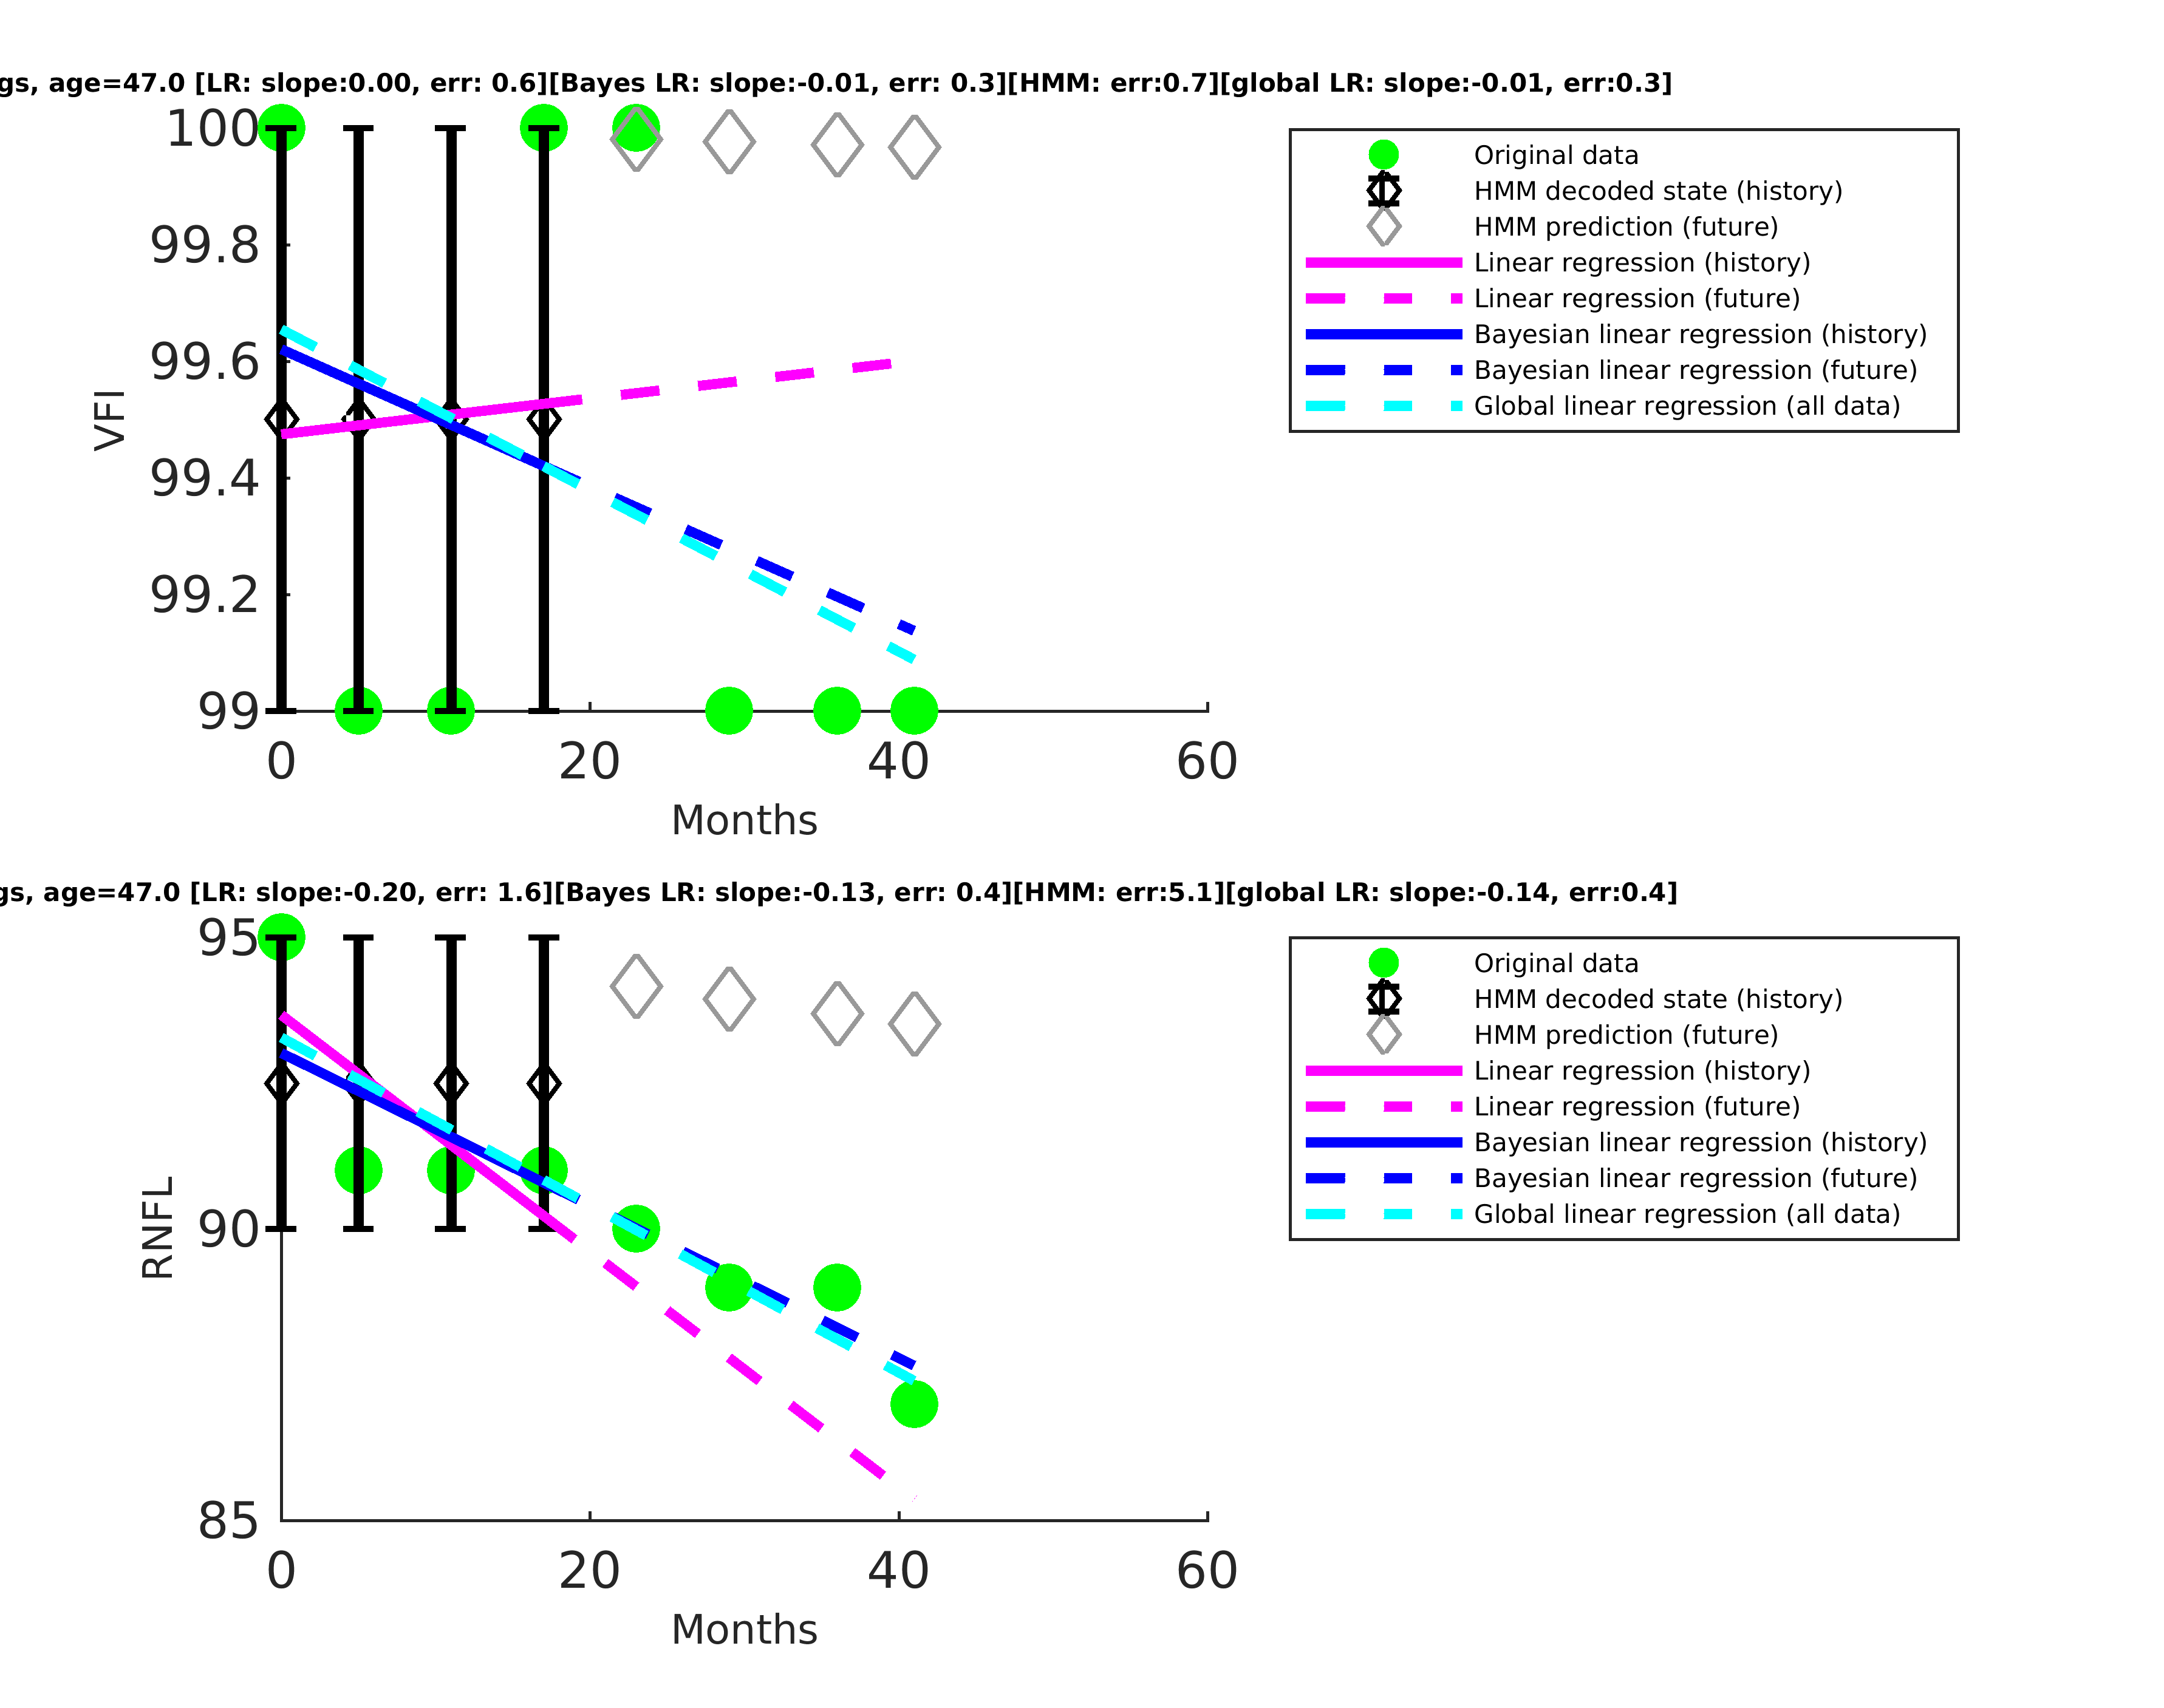 gs, age=47.0 [LR: slope:0.00, err: 0.6][Bayes LR: slope:-0.01, err: 0.3][HMM: err:0.7][global LR: slope:-0.01, err:0.3]
100
99.8
99.6
99.4
99.2
99
VFI
0 20 40 60
Months
Original data
HMM decoded state (history)
HMM prediction (future)
Linear regression (history)
Linear regression (future)
Bayesian linear regression (history)
Bayesian linear regression (future)
Global linear regression (all data)
gs, age=47.0 [LR: slope:-0.20, err: 1.6][Bayes LR: slope:-0.13, err: 0.4][HMM: err:5.1][global LR: slope:-0.14, err:0.4]
95
90
85
RNFL
0 20 40 60
Months
Original data
HMM decoded state (history)
HMM prediction (future)
Linear regression (history)
Linear regression (future)
Bayesian linear regression (history)
Bayesian linear regression (future)
Global linear regression (all data)